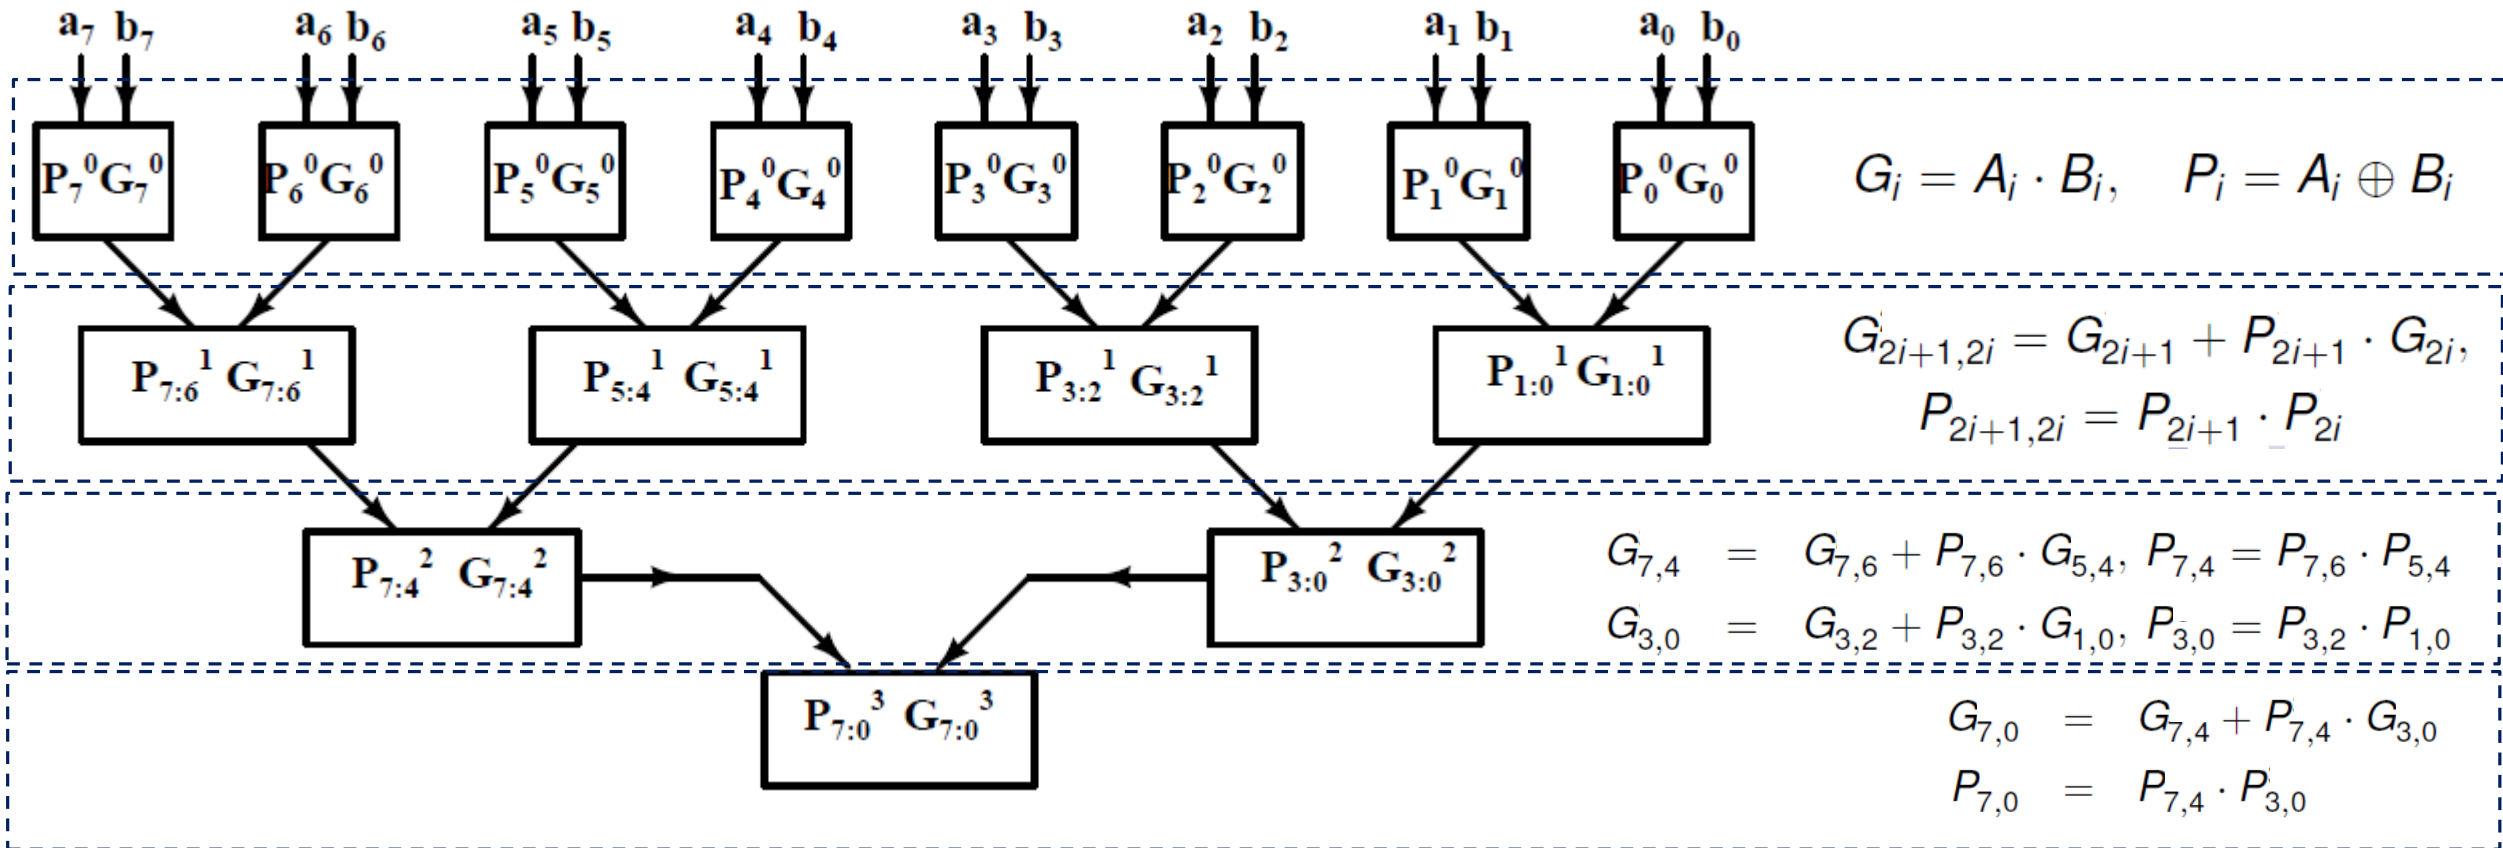 a₇ b₇ a₆ b₆ a₅ b₅ a₄ b₄ a₃ b₃ a₂ b₂ a₁ b₁ a₀ b₀
P₇⁰G₇⁰ P₆⁰G₆⁰ P₅⁰G₅⁰ P₄⁰G₄⁰ P₃⁰G₃⁰ P₂⁰G₂⁰ P₁⁰G₁⁰ P₀⁰G₀⁰ Gᵢ = Aᵢ · Bᵢ, Pᵢ = Aᵢ ⊕ Bᵢ
P₇:₆¹ G₇:₆¹ P₅:₄¹ G₅:₄¹ P₃:₂¹ G₃:₂¹ P₁:₀¹ G₁:₀¹
G₂ᵢ₊₁,₂ᵢ = G₂ᵢ₊₁ + P₂ᵢ₊₁ · G₂ᵢ,
P₂ᵢ₊₁,₂ᵢ = P₂ᵢ₊₁ · P₂ᵢ
P₇:₄² G₇:₄² P₃:₀² G₃:₀²
G₇,₄ = G₇,₆ + P₇,₆ · G₅,₄, P₇,₄ = P₇,₆ · P₅,₄
G₃,₀ = G₃,₂ + P₃,₂ · G₁,₀, P₃,₀ = P₃,₂ · P₁,₀
P₇:₀³ G₇:₀³
G₇,₀ = G₇,₄ + P₇,₄ · G₃,₀
P₇,₀ = P₇,₄ · P₃,₀